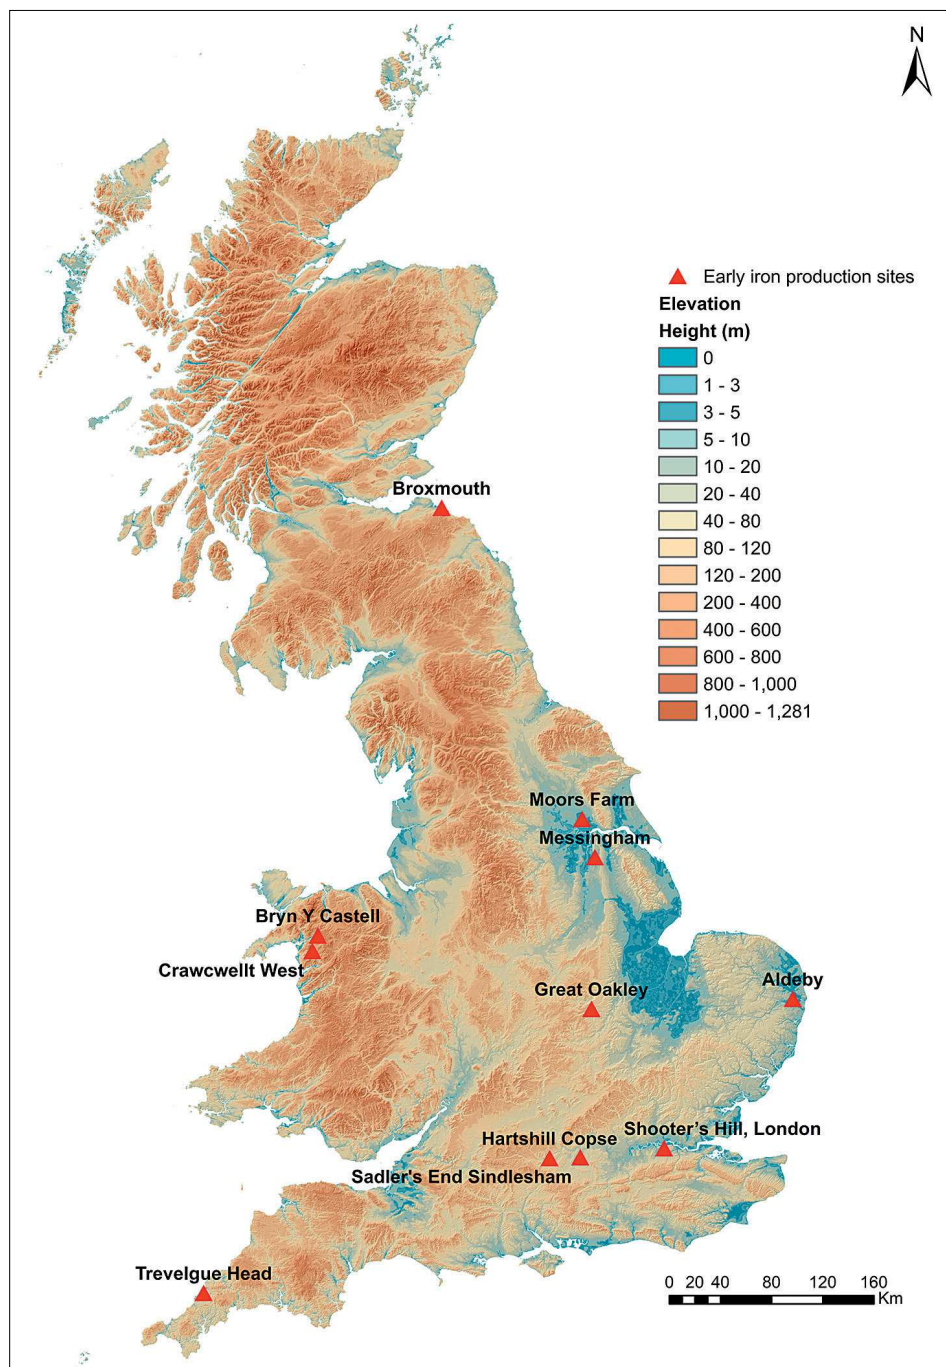 N
Early iron production sites
Elevation
Height (m)
0
1 - 3
3 - 5
5 - 10
10 - 20
20 - 40
40 - 80
80 - 120
120 - 200
200 - 400
400 - 600
600 - 800
800 - 1,000
1,000 - 1,281
Broxmouth
Moors Farm
Messingham
Bryn Y Castell
Crawcwellt West
Great Oakley
Aldeby
Shooter's Hill, London
Hartshill Copse
Sadler's End Sindlesham
Trevelgue Head
0 10 20 40 80 120 160
Km